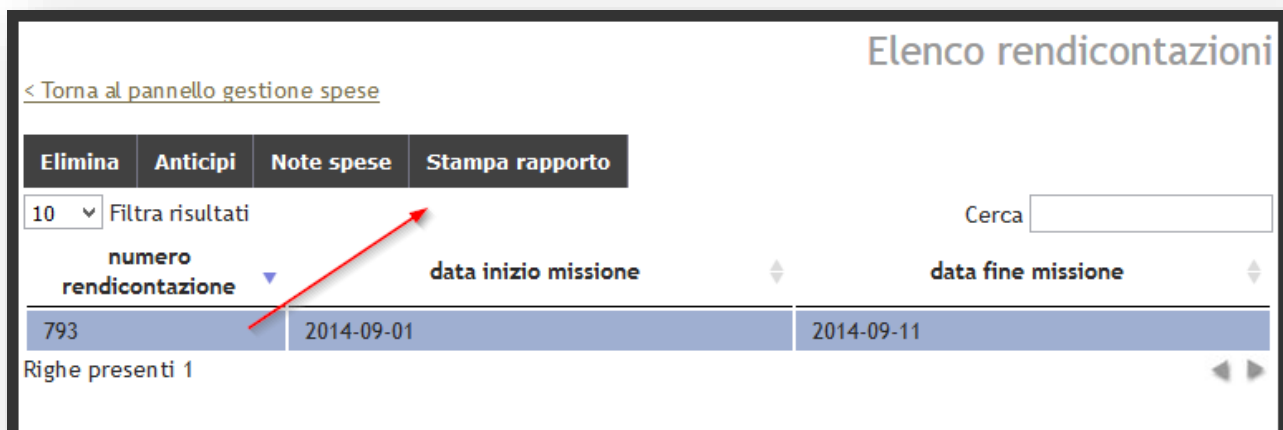 Elenco rendicontazioni
< Torna al pannello gestione spese
Elimina Anticipi Note spese Stampa rapporto
10 Filtra risultati Cerca
numero
rendicontazione data inizio missione data fine missione
793 2014-09-01 2014-09-11
Righe presenti 1